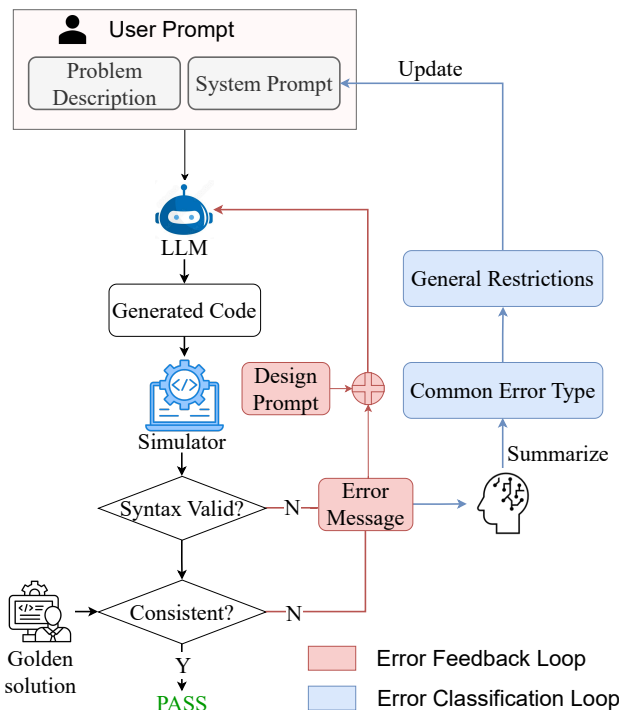 User Prompt
Problem
Description
System Prompt
Update
LLM
Generated Code
General Restrictions
Design
Prompt
Common Error Type
</>
Simulator
Summarize
Syntax Valid?
N
Error
Message
</>
Consistent?
N
Golden
solution
Y
PASS
Error Feedback Loop
Error Classification Loop